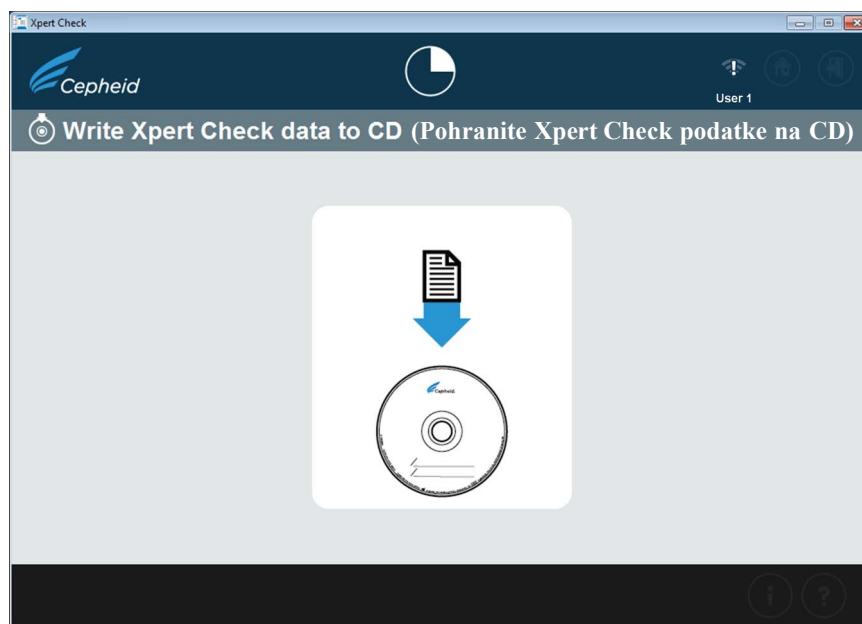 Xpert Check
Cepheid
User 1
Write Xpert Check data to CD (Pohranite Xpert Check podatke na CD)
Cepheid.